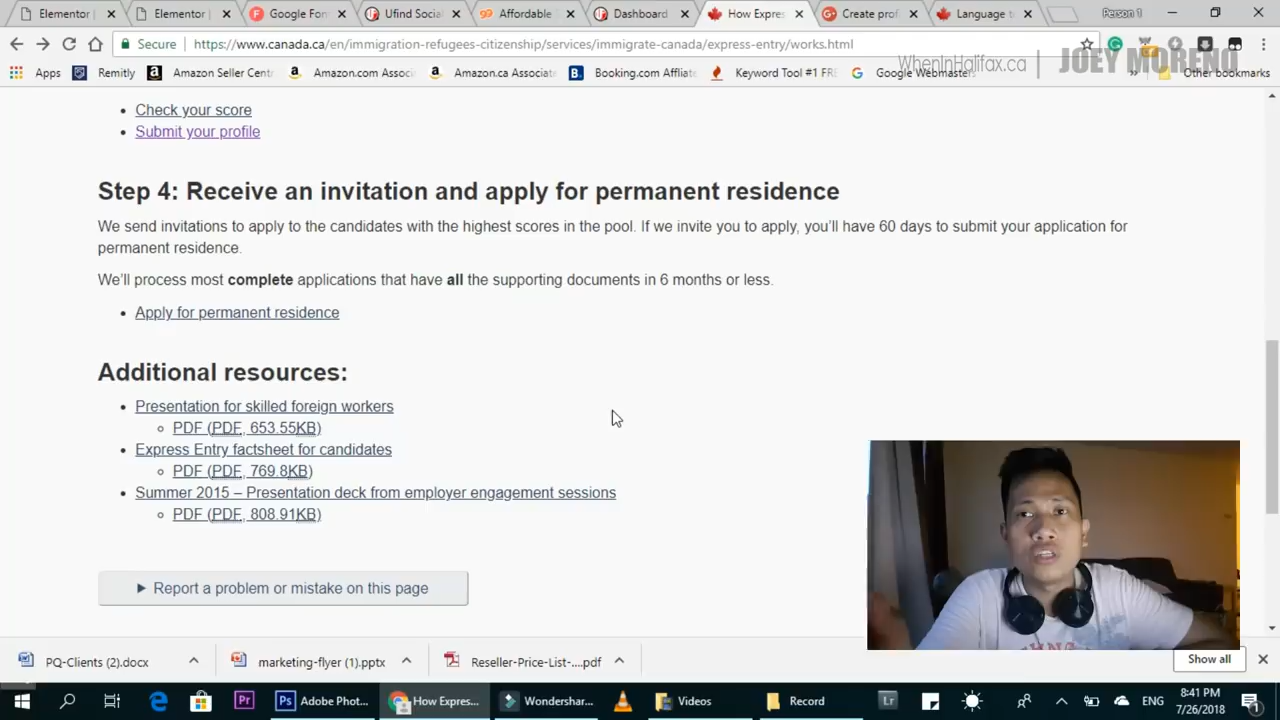 Elementor |
Elementor |
Google For
Ufind Socia
Affordable
Dashboard
How Expres
Create prof
Language t
Person 1
Secure
https://www.canada.ca/en/immigration-refugees-citizenship/services/immigrate-canada/express-entry/works.html
WhenInHalifax.ca
JOEY MORENO
Apps
Remitly
Amazon Seller Cent
Amazon.com Associ
Amazon.ca Associate
Booking.com Affliate
Keyword Tool #1 FRE
Google Webmasters
Other bookmarks
Check your score
Submit your profile
Step 4: Receive an invitation and apply for permanent residence
We send invitations to apply to the candidates with the highest scores in the pool. If we invite you to apply, you’ll have 60 days to submit your application for
permanent residence.
We’ll process most complete applications that have all the supporting documents in 6 months or less.
Apply for permanent residence
Additional resources:
Presentation for skilled foreign workers
PDF (PDF, 653.55KB)
Express Entry factsheet for candidates
PDF (PDF, 769.8KB)
Summer 2015 – Presentation deck from employer engagement sessions
PDF (PDF, 808.91KB)
Report a problem or mistake on this page
PQ-Clients (2).docx
marketing-flyer (1).pptx
Reseller-Price-List-....pdf
Show all
Adobe Phot...
How Expres...
Wondershar...
Videos
Record
ENG
8:41 PM
7/26/2018